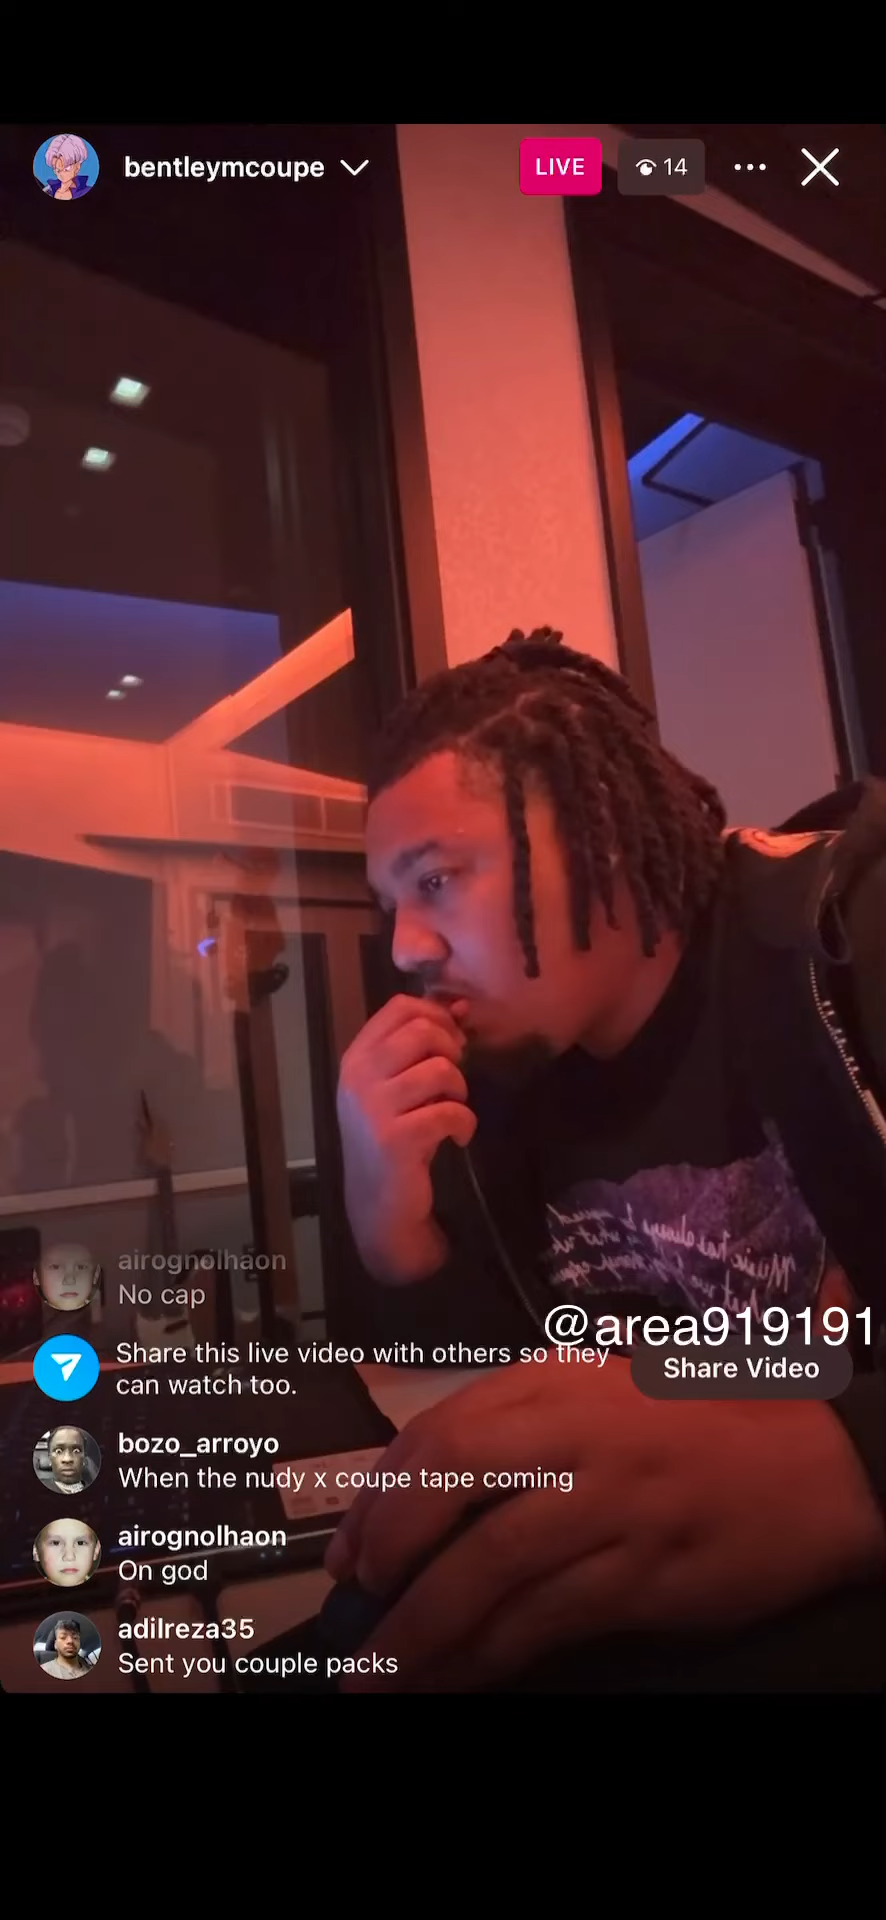 bentleymcoupe
LIVE
14
airognolhaon
No cap
@area919191
Share this live video with others so they
can watch too.
Share Video
bozo_arroyo
When the nudy x coupe tape coming
airognolhaon
On god
adilreza35
Sent you couple packs